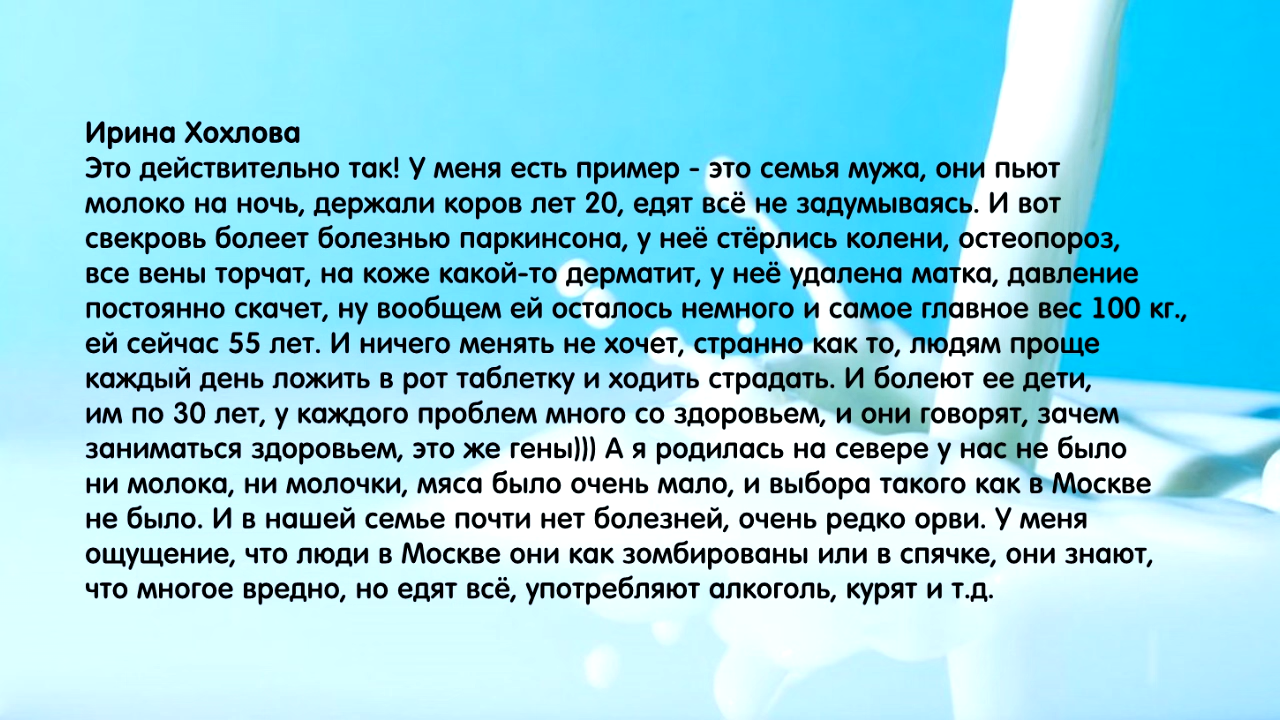 Ирина Хохлова
Это действительно так! У меня есть пример - это семья мужа, они пьют
молоко на ночь, держали коров лет 20, едят всё не задумываясь. И вот
свекровь болеет болезнью паркинсона, у неё стёрлись колени, остеопороз,
все вены торчат, на коже какой-то дерматит, у неё удалена матка, давление
постоянно скачет, ну вообщем ей осталось немного и самое главное вес 100 кг.,
ей сейчас 55 лет. И ничего менять не хочет, странно как то, людям проще
каждый день ложить в рот таблетку и ходить страдать. И болеют ее дети,
им по 30 лет, у каждого проблем много со здоровьем, и они говорят, зачем
заниматься здоровьем, это же гены))) А я родилась на севере у нас не было
ни молока, ни молочки, мяса было очень мало, и выбора такого как в Москве
не было. И в нашей семье почти нет болезней, очень редко орви. У меня
ощущение, что люди в Москве они как зомбированы или в спячке, они знают,
что многое вредно, но едят всё, употребляют алкоголь, курят и т.д.